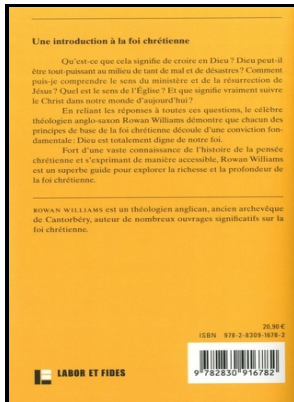 Une introduction à la foi chrétienne
Qu'est-ce que cela signifie de croire en Dieu ? Dieu peut-il
être tout-puissant au milieu de tant de mal et de désastres ? Comment
puis-je comprendre le sens du ministère et de la résurrection de
Jésus ? Quel est le sens de l'Église ? Et que signifie vraiment suivre
le Christ dans notre monde d'aujourd'hui ?
En reliant les réponses à toutes ces questions, le célèbre
théologien anglo-saxon Rowan Williams démontre que chacun des
principes de base de la foi chrétienne découle d'une conviction fon-
damentale : Dieu est totalement digne de notre foi.
Fort d'une vaste connaissance de l'histoire de la pensée
chrétienne et s'exprimant de manière accessible, Rowan Williams
est un superbe guide pour explorer la richesse et la profondeur de
la foi chrétienne.
ROWAN WILLIAMS est un théologien anglican, ancien archevêque
de Cantorbéry, auteur de nombreux ouvrages significatifs sur la
foi chrétienne.
20,90 €
ISBN 978-2-8309-1678-2
LABOR ET FIDES
9 782830 916782